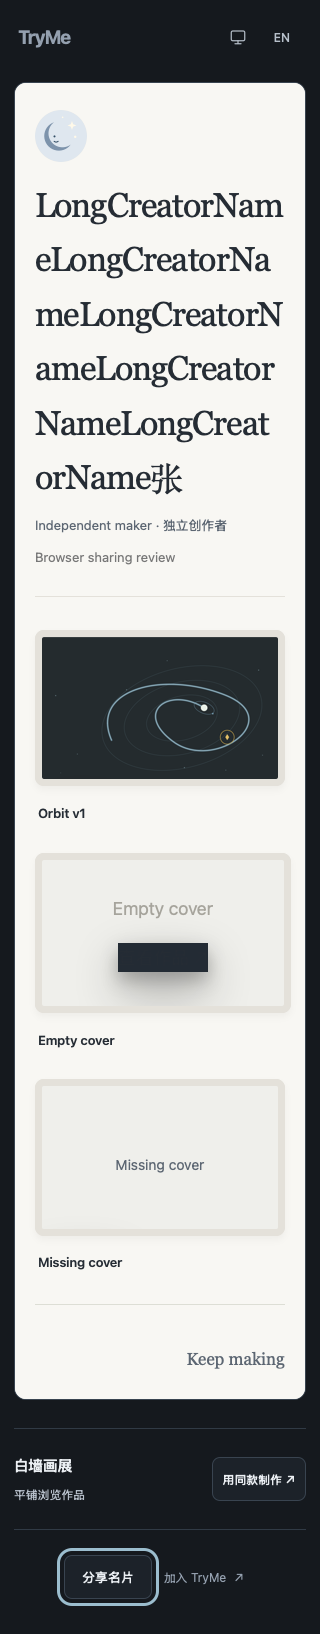 TryMe
EN
LongCreatorNam
eLongCreatorNa
meLongCreatorN
ameLongCreator
NameLongCreat
orName张
Independent maker · 独立创作者
Browser sharing review
Orbit v1
Empty cover
Empty cover
Missing cover
Missing cover
Keep making
白墙画展
平铺浏览作品
用同款制作 ↗
分享名片
加入 TryMe ↗